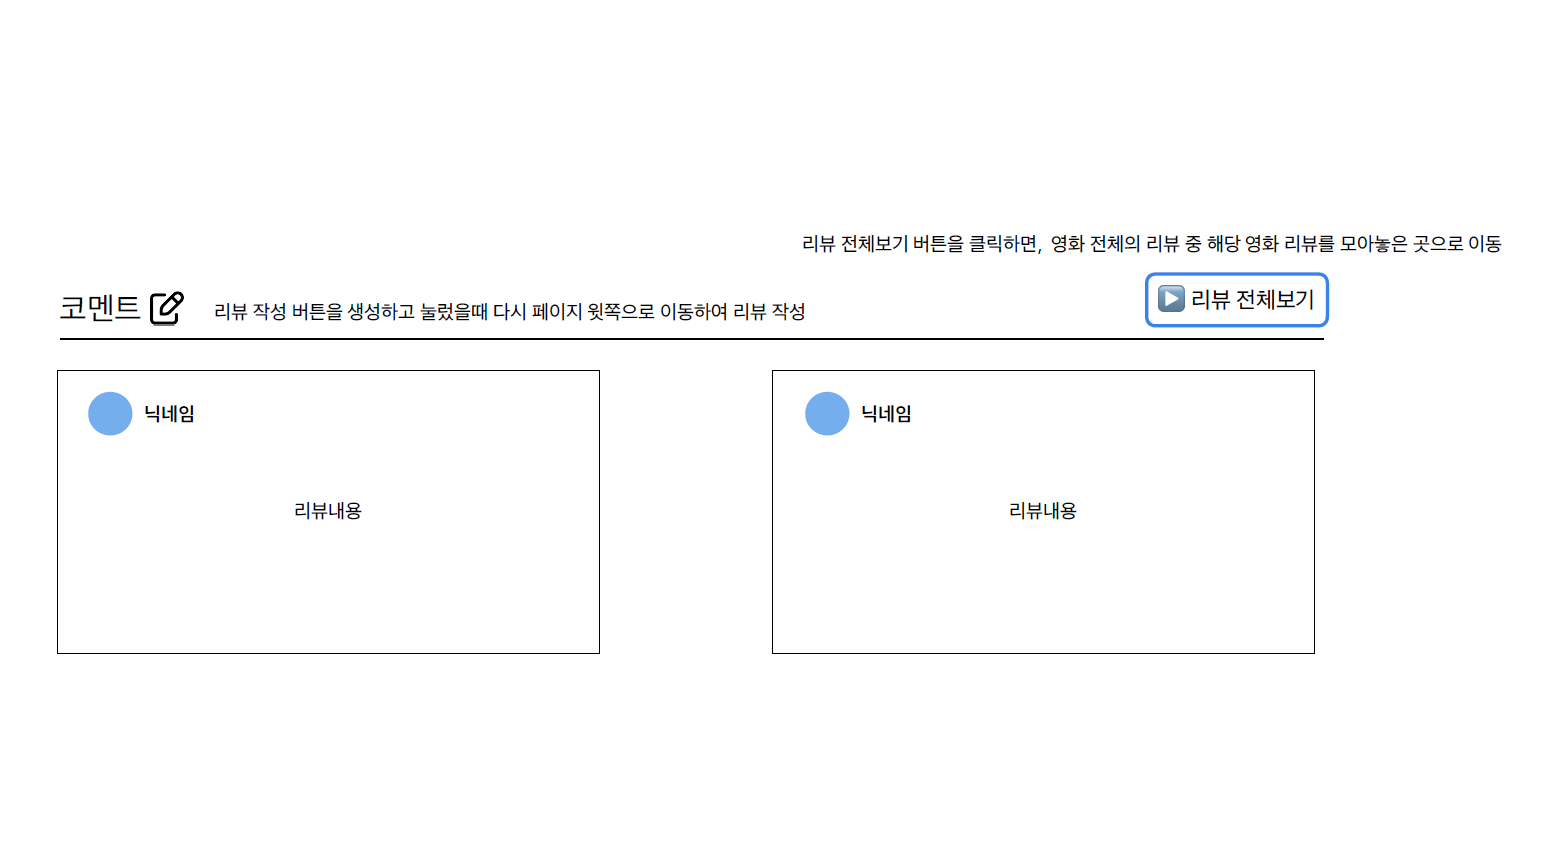 리뷰 전체보기 버튼을 클릭하면, 영화 전체의 리뷰 중 해당 영화 리뷰를 모아놓은 곳으로 이동
코멘트 리뷰 작성 버튼을 생성하고 눌렀을때 다시 페이지 윗쪽으로 이동하여 리뷰 작성
리뷰 전체보기
닉네임
리뷰내용
닉네임
리뷰내용